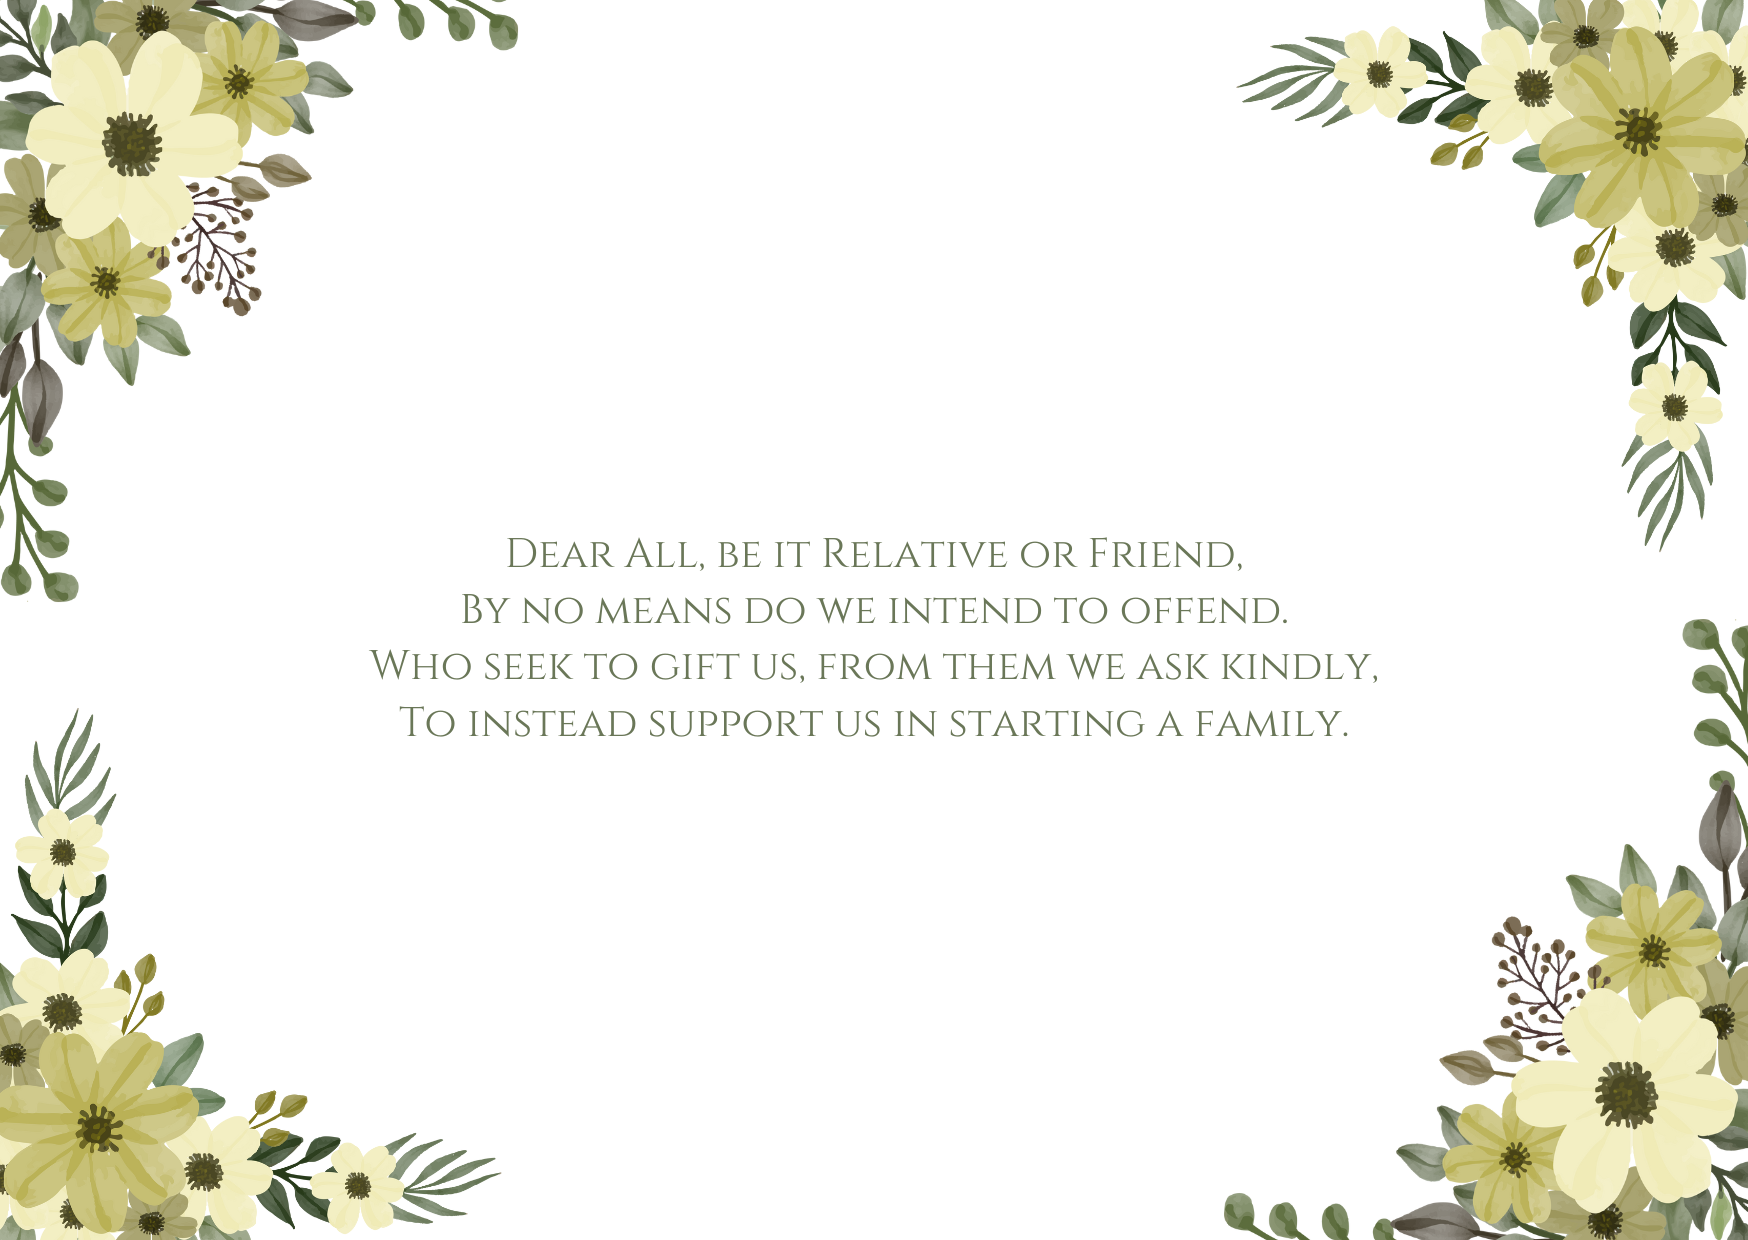 Dear All, be it Relative or Friend,
By no means do we intend to offend.
Who seek to gift us, from them we ask kindly,
To instead support us in starting a family.